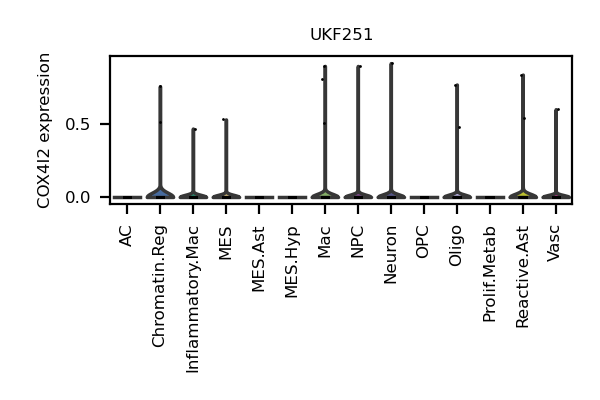 UKF251
COX4I2 expression
0.5
0.0
AC
Chromatin.Reg
Inflammatory.Mac
MES
MES.Ast
MES.Hyp
Mac
NPC
Neuron
OPC
Oligo
Prolif.Metab
Reactive.Ast
Vasc